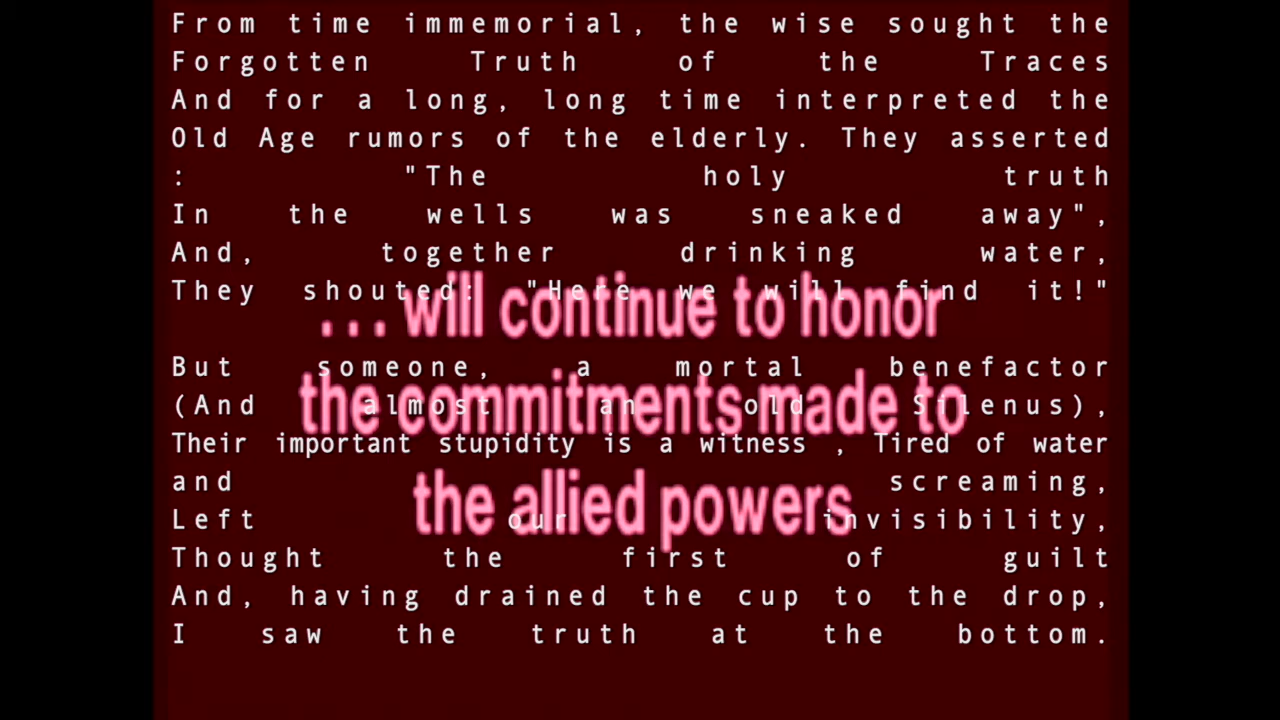 From time immemorial, the wise sought the
Forgotten Truth of the Traces
And for a long, long time interpreted the
Old Age rumors of the elderly. They asserted
: "The holy truth
In the wells was sneaked away",
And, together drinking water,
They shouted: "Here we will find it!"
... will continue to honor
But someone, a mortal benefactor
(And almost an old Silenus),
the commitments made to
Their important stupidity is a witness , Tired of water
and screaming,
the allied powers
Left our invisibility,
Thought the first of guilt
And, having drained the cup to the drop,
I saw the truth at the bottom.